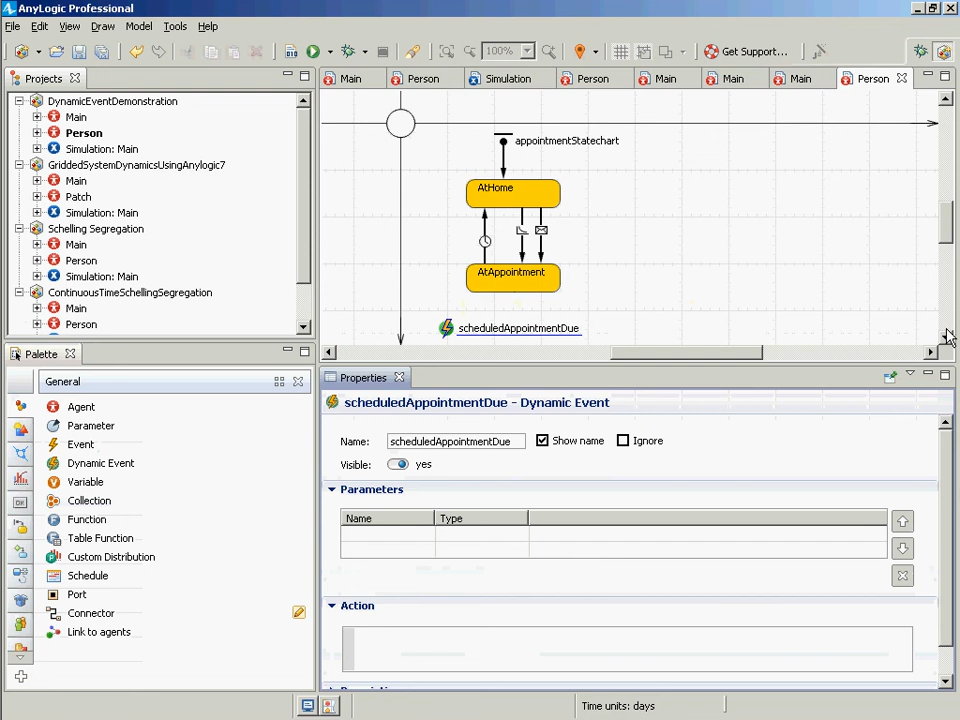 AnyLogic Professional
File Edit View Draw Model Tools Help
100% Get Support...
Projects
DynamicEventDemonstration
Main
Person
Simulation: Main
GriddedSystemDynamicsUsingAnylogic7
Main
Patch
Simulation: Main
Schelling Segregation
Main
Person
Simulation: Main
ContinuousTimeSchellingSegregation
Main
Person
Palette
General
Agent
Parameter
Event
Dynamic Event
Variable
Collection
Function
Table Function
Custom Distribution
Schedule
Port
Connector
Link to agents
Main Person Simulation Person Main Main Main Person
appointmentStatechart
AtHome
AtAppointment
scheduledAppointmentDue
Properties
scheduledAppointmentDue - Dynamic Event
Name: scheduledAppointmentDue Show name Ignore
Visible: yes
Parameters
Name Type
Action
Time units: days